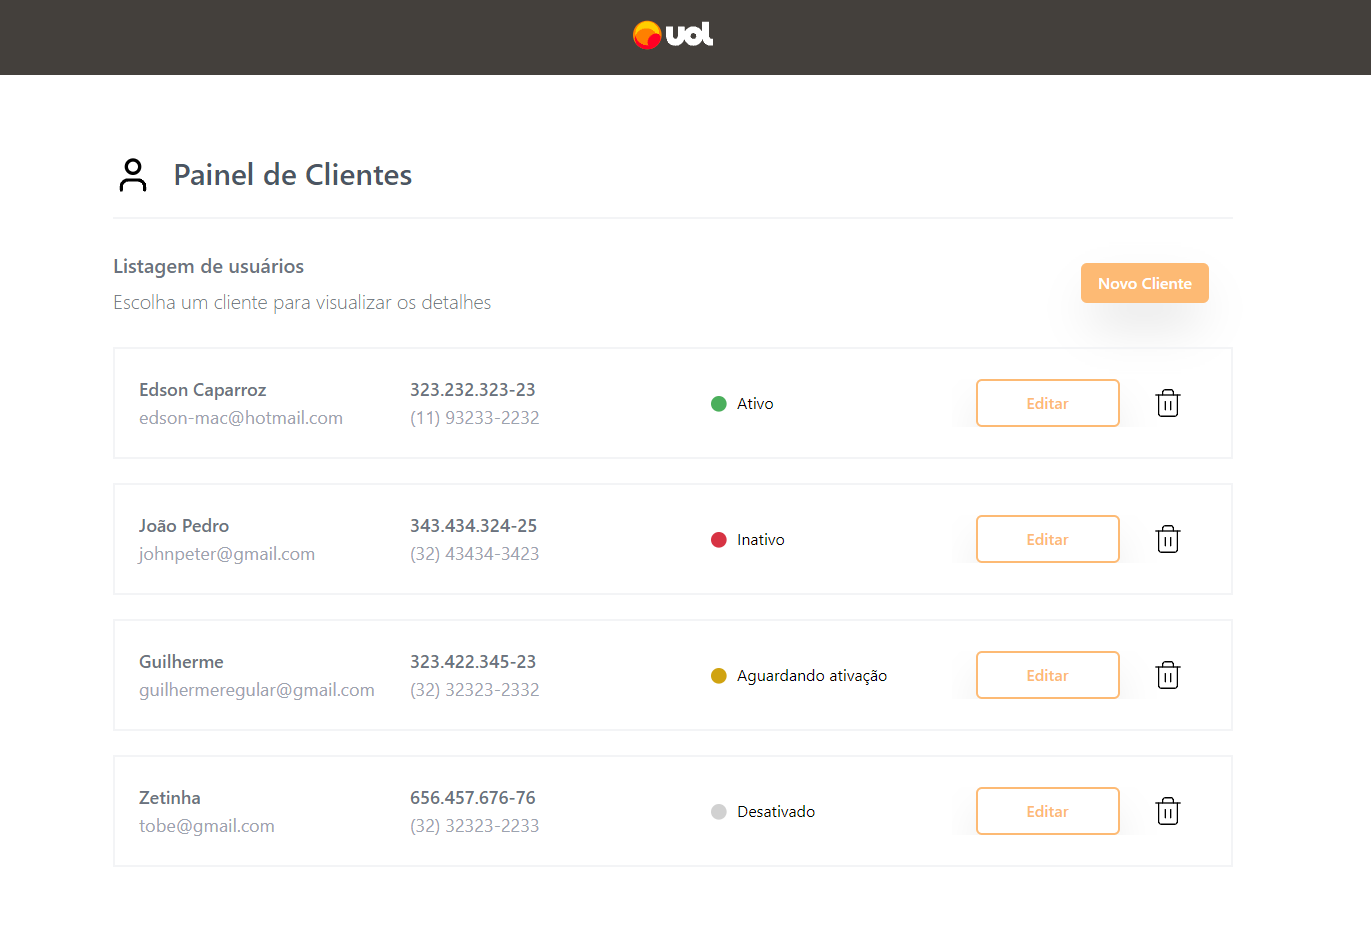 uol
Painel de Clientes
Listagem de usuários
Escolha um cliente para visualizar os detalhes
Novo Cliente
Edson Caparroz
edson-mac@hotmail.com
323.232.323-23
(11) 93233-2232
Ativo
Editar
João Pedro
johnpeter@gmail.com
343.434.324-25
(32) 43434-3423
Inativo
Editar
Guilherme
guilhermeregular@gmail.com
323.422.345-23
(32) 32323-2332
Aguardando ativação
Editar
Zetinha
tobe@gmail.com
656.457.676-76
(32) 32323-2233
Desativado
Editar